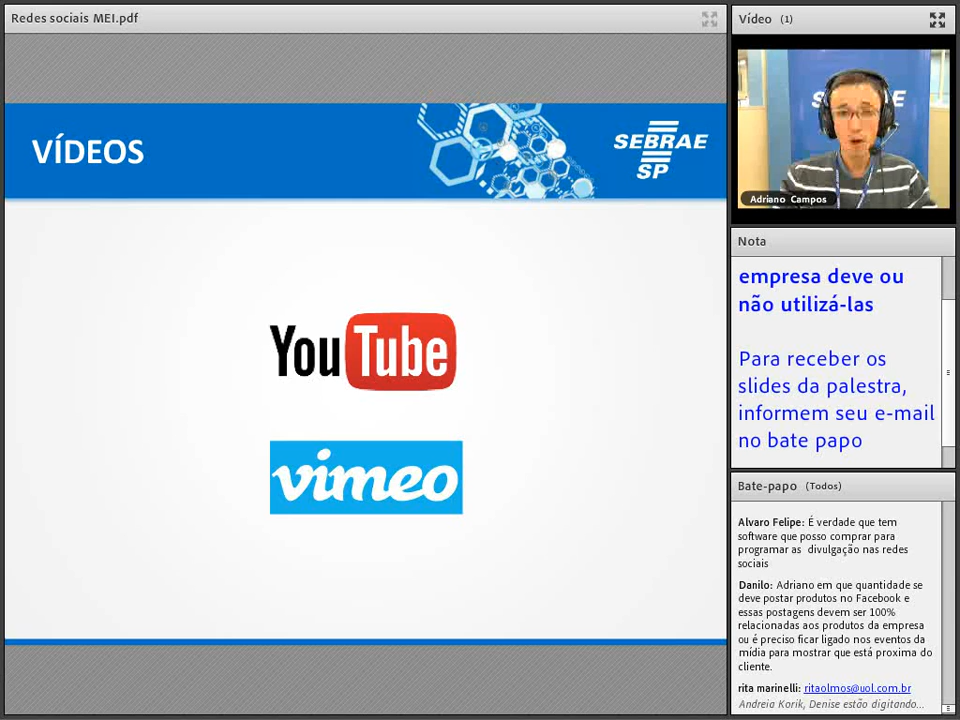 Redes sociais MEI.pdf
VÍDEOS
SEBRAE
SP
YouTube
vimeo
Vídeo (1)
Adriano Campos
Nota
empresa deve ou
não utilizá-las
Para receber os
slides da palestra,
informem seu e-mail
no bate papo
Bate-papo (Todos)
Alvaro Felipe: É verdade que tem
software que posso comprar para
programar as divulgação nas redes
sociais
Danilo: Adriano em que quantidade se
deve postar produtos no Facebook e
essas postagens devem ser 100%
relacionadas aos produtos da empresa
ou é preciso ficar ligado nos eventos da
mídia para mostrar que está proxima do
cliente.
rita marinelli: ritaolmos@uol.com.br
Andreia Korik, Denise estão digitando...